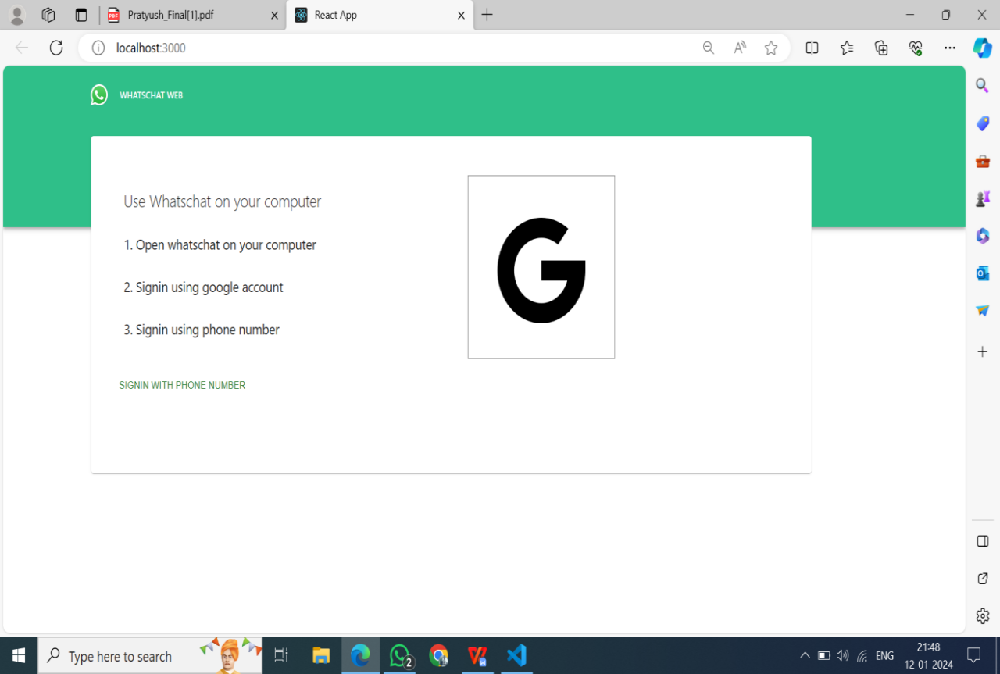 Pratyush_Final[1].pdf
React App
localhost:3000
WHATSCHAT WEB
Use Whatschat on your computer
1. Open whatschat on your computer
2. Signin using google account
3. Signin using phone number
SIGNIN WITH PHONE NUMBER
G
Type here to search
2
ENG
21:48
12-01-2024